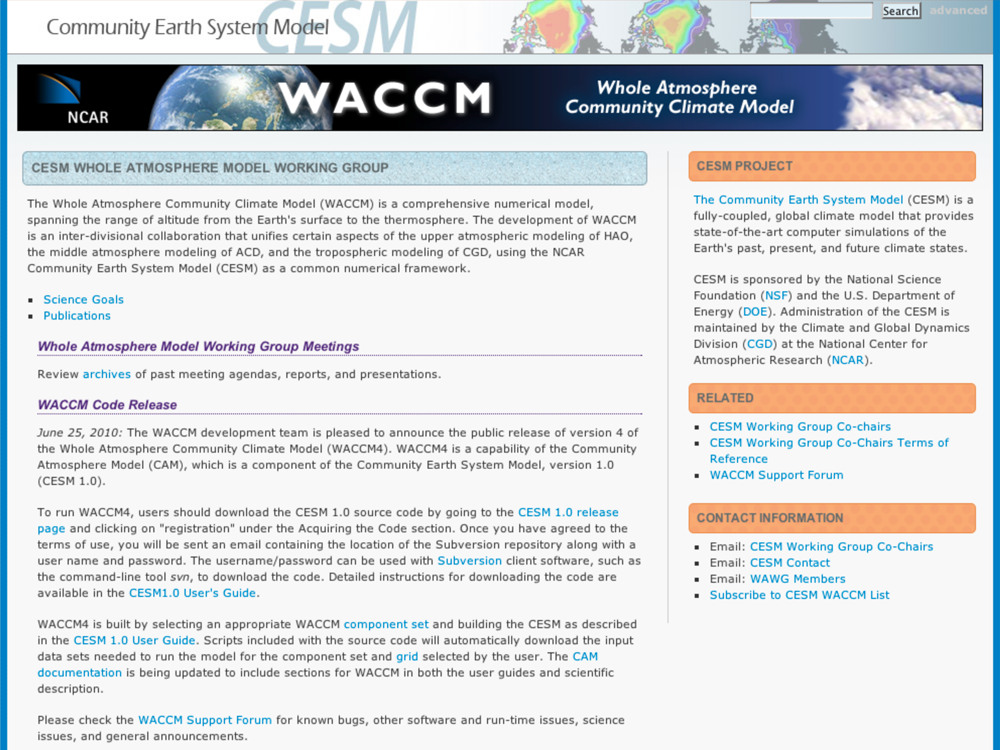 Community Earth System Model
CESM
Search
advanced
NCAR
WACCM
Whole Atmosphere
Community Climate Model
CESM WHOLE ATMOSPHERE MODEL WORKING GROUP
The Whole Atmosphere Community Climate Model (WACCM) is a comprehensive numerical model,
spanning the range of altitude from the Earth's surface to the thermosphere. The development of WACCM
is an inter-divisional collaboration that unifies certain aspects of the upper atmospheric modeling of HAO,
the middle atmosphere modeling of ACD, and the tropospheric modeling of CGD, using the NCAR
Community Earth System Model (CESM) as a common numerical framework.
Science Goals
Publications
Whole Atmosphere Model Working Group Meetings
Review archives of past meeting agendas, reports, and presentations.
WACCM Code Release
June 25, 2010: The WACCM development team is pleased to announce the public release of version 4 of
the Whole Atmosphere Community Climate Model (WACCM4). WACCM4 is a capability of the Community
Atmosphere Model (CAM), which is a component of the Community Earth System Model, version 1.0
(CESM 1.0).
To run WACCM4, users should download the CESM 1.0 source code by going to the CESM 1.0 release
page and clicking on "registration" under the Acquiring the Code section. Once you have agreed to the
terms of use, you will be sent an email containing the location of the Subversion repository along with a
user name and password. The username/password can be used with Subversion client software, such as
the command-line tool svn, to download the code. Detailed instructions for downloading the code are
available in the CESM1.0 User's Guide.
WACCM4 is built by selecting an appropriate WACCM component set and building the CESM as described
in the CESM 1.0 User Guide. Scripts included with the source code will automatically download the input
data sets needed to run the model for the component set and grid selected by the user. The CAM
documentation is being updated to include sections for WACCM in both the user guides and scientific
description.
Please check the WACCM Support Forum for known bugs, other software and run-time issues, science
issues, and general announcements.
CESM PROJECT
The Community Earth System Model (CESM) is a
fully-coupled, global climate model that provides
state-of-the-art computer simulations of the
Earth's past, present, and future climate states.
CESM is sponsored by the National Science
Foundation (NSF) and the U.S. Department of
Energy (DOE). Administration of the CESM is
maintained by the Climate and Global Dynamics
Division (CGD) at the National Center for
Atmospheric Research (NCAR).
RELATED
CESM Working Group Co-chairs
CESM Working Group Co-Chairs Terms of
Reference
WACCM Support Forum
CONTACT INFORMATION
Email: CESM Working Group Co-Chairs
Email: CESM Contact
Email: WAWG Members
Subscribe to CESM WACCM List